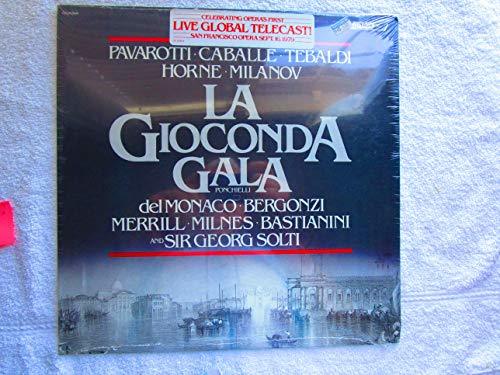 CELEBRATING OPERA'S FIRST
LIVE GLOBAL TELECAST!
SAN FRANCISCO OPERA SEPT. 16, 1979
PAVAROTTI · CABALLE · TEBALDI
HORNE · MILANOV
LA
GIOCONDA
GALA
PONCHIELLI
del MONACO · BERGONZI
MERRILL · MILNES · BASTIANINI
AND SIR GEORG SOLTI